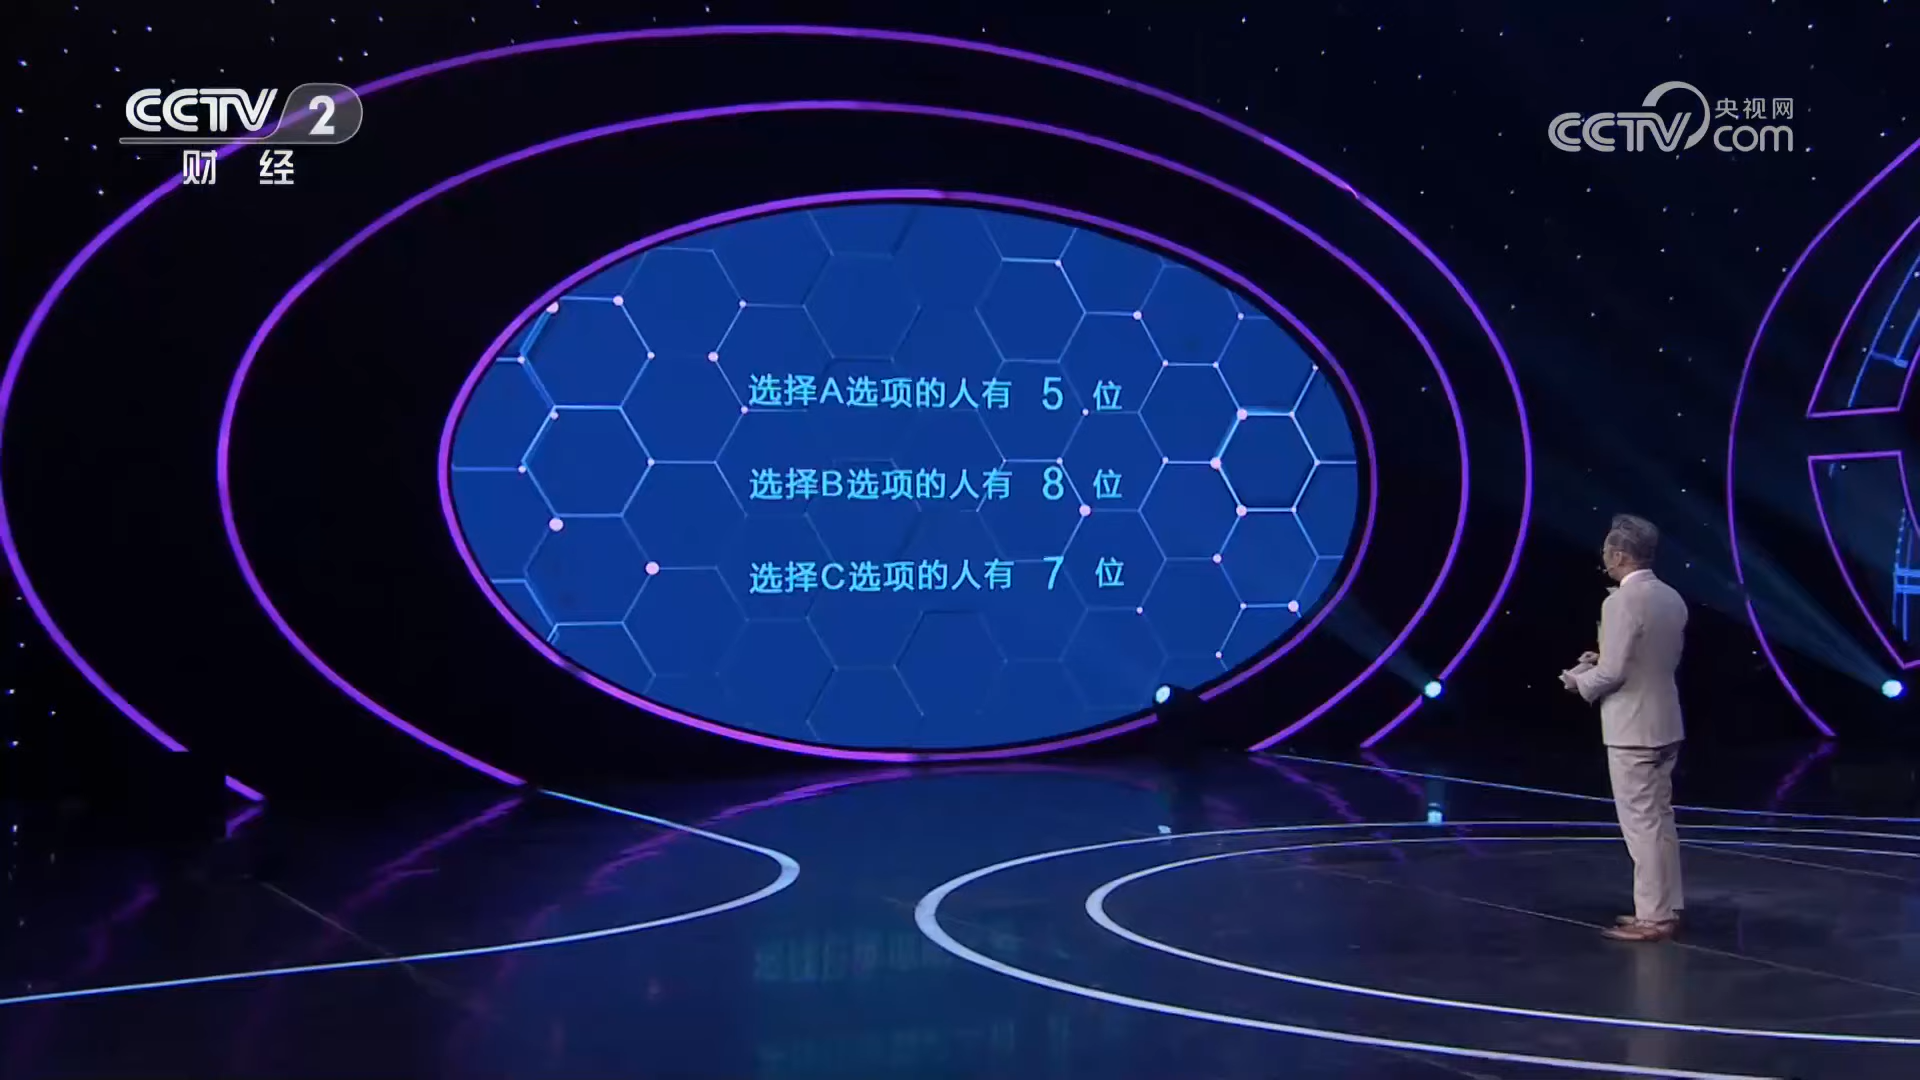 CCTV 2
财 经
央视网
CCTV com
选择A选项的人有 5 位
选择B选项的人有 8 位
选择C选项的人有 7 位